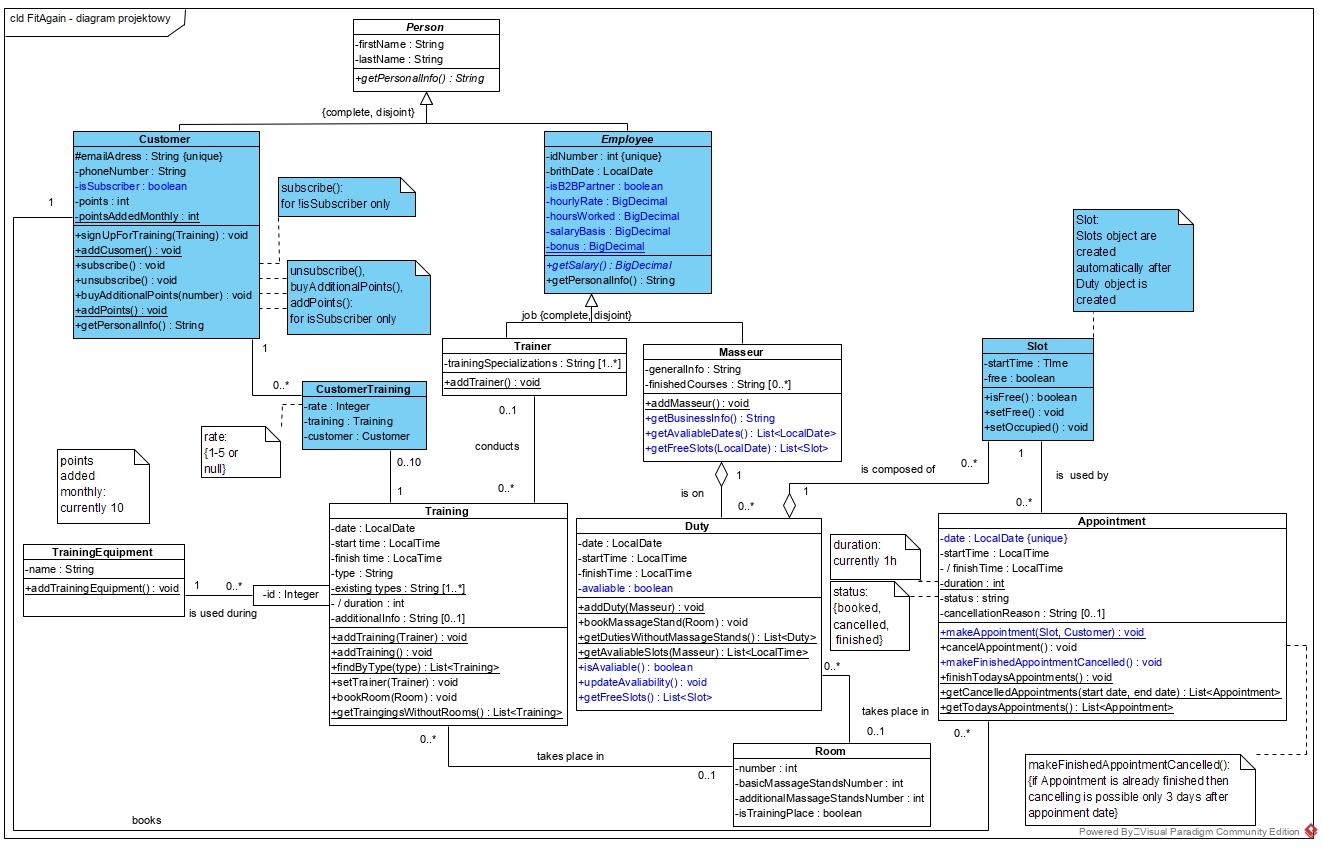 cld FitAgain - diagram projektowy
Person
-firstName : String
-lastName : String
+getPersonalInfo() : String
{complete, disjoint}
Customer
#emailAdress : String {unique}
-phoneNumber : String
-isSubscriber : boolean
-points : int
-pointsAddedMonthly : int
+signUpForTraining(Training) : void
+addCusomer() : void
+subscribe() : void
+unsubscribe() : void
+buyAdditionalPoints(number) : void
+addPoints() : void
+getPersonalInfo() : String
1
subscribe():
for !isSubscriber only
unsubscribe(),
buyAdditionalPoints(),
addPoints():
for isSubscriber only
Employee
-idNumber : int {unique}
-brithDate : LocalDate
-isB2BPartner : boolean
-hourlyRate : BigDecimal
-hoursWorked : BigDecimal
-salaryBasis : BigDecimal
-bonus : BigDecimal
+getSalary() : BigDecimal
+getPersonalInfo() : String
job {complete, disjoint}
Slot:
Slots object are
created
automatically after
Duty object is
created
Trainer
-trainingSpecializations : String [1..*]
+addTrainer() : void
Masseur
-generalInfo : String
-finishedCourses : String [0..*]
+addMasseur() : void
+getBusinessInfo() : String
+getAvaliableDates() : List<LocalDate>
+getFreeSlots(LocalDate) : List<Slot>
Slot
-startTime : TIme
-free : boolean
+isFree() : boolean
+setFree() : void
+setOccupied() : void
1
0..*
CustomerTraining
-rate : Integer
-training : Training
-customer : Customer
rate:
{1-5 or
null}
0..10
1
0..1
conducts
0..*
1
is on
0..*
is composed of
0..*
1
1
is used by
0..*
points
added
monthly:
currently 10
TrainingEquipment
-name : String
+addTrainingEquipment() : void
1
0..*
is used during
-id : Integer
Training
-date : LocalDate
-start time : LocalTime
-finish time : LocaTime
-type : String
-existing types : String [1..*]
- / duration : int
-additionalInfo : String [0..1]
+addTraining(Trainer) : void
+addTraining() : void
+findByType(type) : List<Training>
+setTrainer(Trainer) : void
+bookRoom(Room) : void
+getTraingingsWithoutRooms() : List<Training>
Duty
-date : LocalDate
-startTime : LocalTime
-finishTime : LocalTime
-avaliable : boolean
+addDuty(Masseur) : void
+bookMassageStand(Room) : void
+getDutiesWithoutMassageStands() : List<Duty>
+getAvaliableSlots(Masseur) : List<LocalTime>
+isAvaliable() : boolean
+updateAvaliability() : void
+getFreeSlots() : List<Slot>
duration:
currently 1h
status:
{booked,
cancelled,
finished}
Appointment
-date : LocalDate {unique}
-startTime : LocalTime
- / finishTime : LocalTime
-duration : int
-status : string
-cancellationReason : String [0..1]
+makeAppointment(Slot, Customer) : void
+cancelAppointment() : void
+makeFinishedAppointmentCancelled() : void
+finishTodaysAppointments() : void
+getCancelledAppointments(start date, end date) : List<Appointment>
+getTodaysAppointments() : List<Appointment>
0..*
takes place in
0..1
0..*
takes place in
0..1
0..*
Room
-number : int
-basicMassageStandsNumber : int
-additionalMassageStandsNumber : int
-isTrainingPlace : boolean
makeFinishedAppointmentCancelled():
{if Appointment is already finished then
cancelling is possible only 3 days after
appoinment date}
books
Powered By Visual Paradigm Community Edition